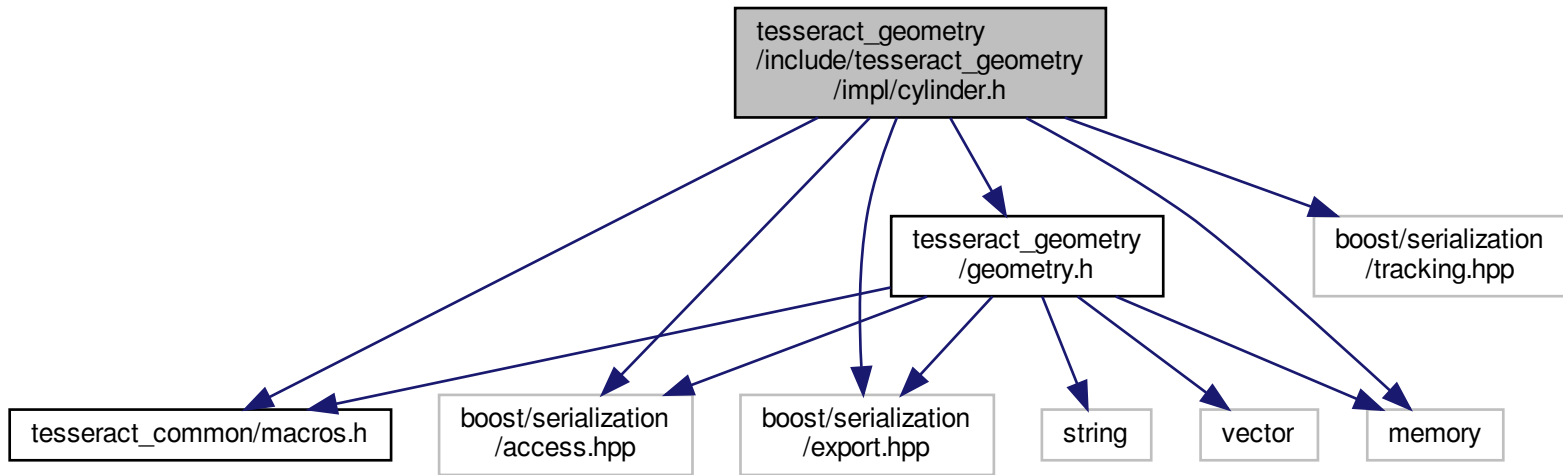 tesseract_geometry
/include/tesseract_geometry
/impl/cylinder.h
tesseract_geometry
/geometry.h
boost/serialization
/tracking.hpp
tesseract_common/macros.h
boost/serialization
/access.hpp
boost/serialization
/export.hpp
string
vector
memory